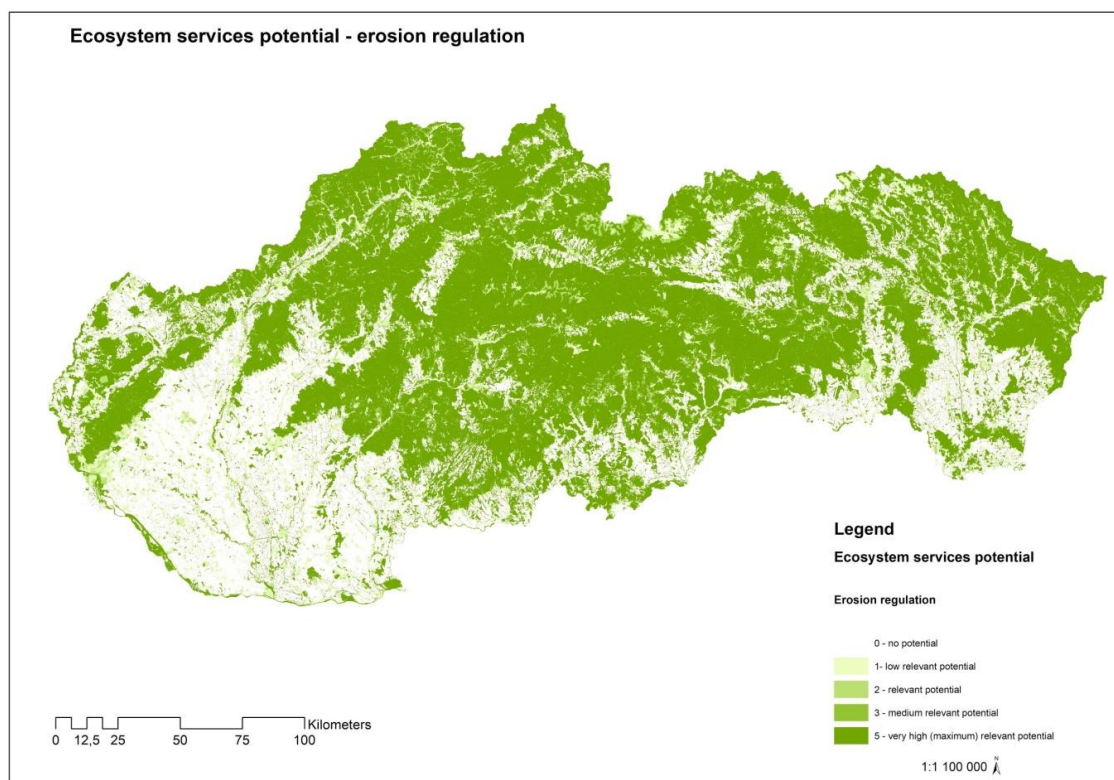 Ecosystem services potential - erosion regulation
Legend
Ecosystem services potential
Erosion regulation
0 - no potential
1- low relevant potential
2 - relevant potential
3 - medium relevant potential
5 - very high (maximum) relevant potential
Kilometers
0 12,5 25 50 75 100
1:1 100 000 N